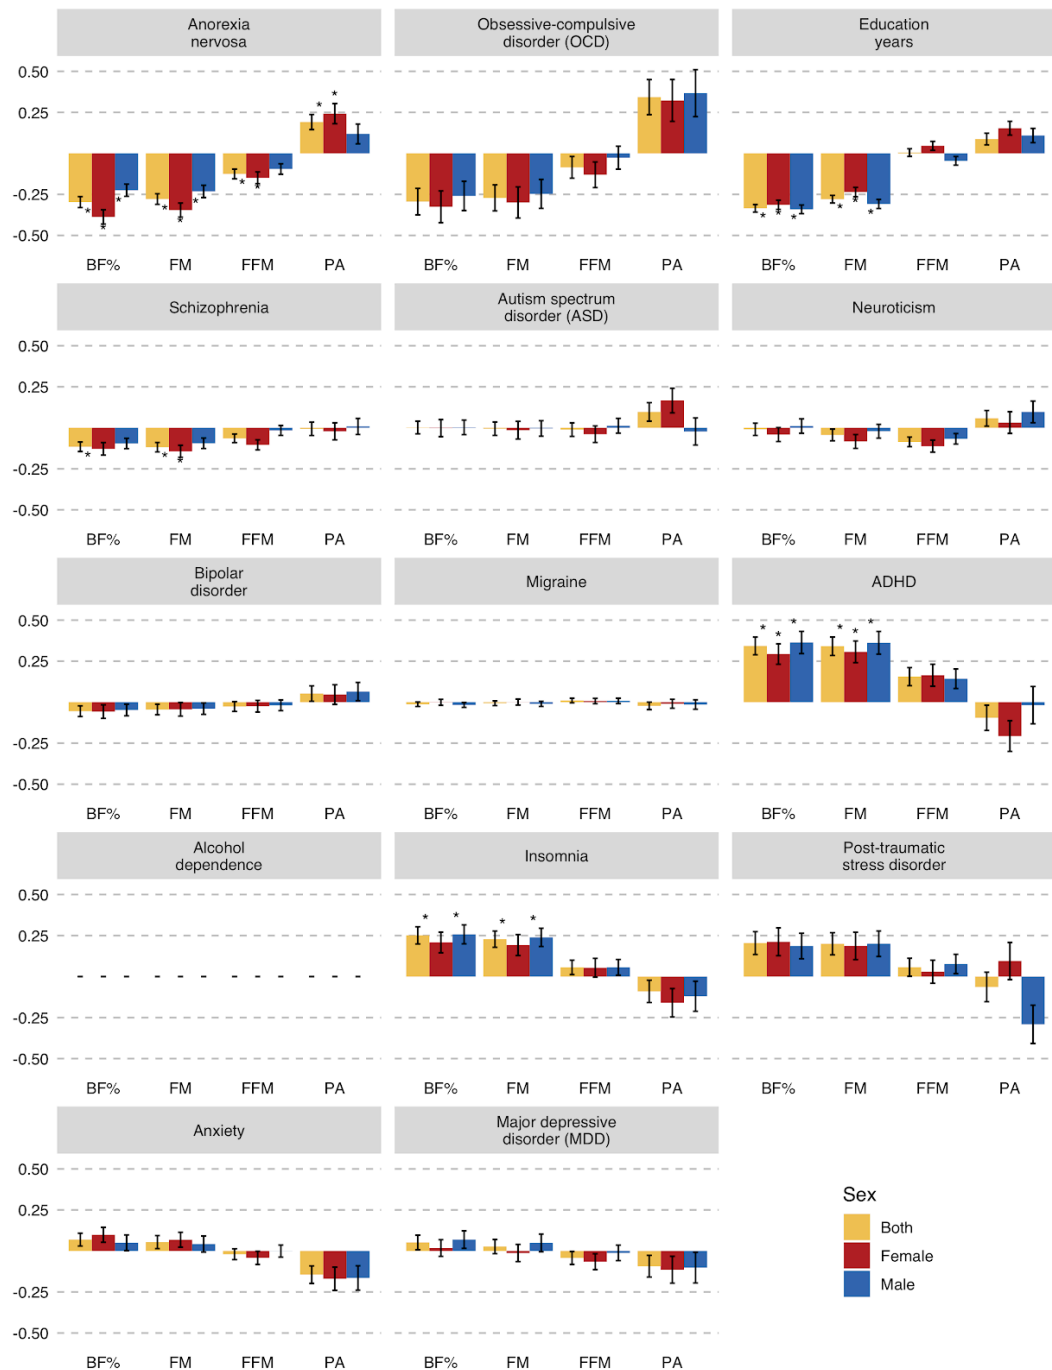 Anorexia
nervosa
Obsessive-compulsive
disorder (OCD)
Education
years
0.50
0.25
-0.25
-0.50
* * * * * * * * * *
* * * * * *
BF% FM FFM PA
BF% FM FFM PA
BF% FM FFM PA
Schizophrenia
Autism spectrum
disorder (ASD)
Neuroticism
0.50
0.25
-0.25
-0.50
* * *
BF% FM FFM PA
BF% FM FFM PA
BF% FM FFM PA
Bipolar
disorder
Migraine
ADHD
0.50
0.25
-0.25
-0.50
* * * * * *
BF% FM FFM PA
BF% FM FFM PA
BF% FM FFM PA
Alcohol
dependence
Insomnia
Post-traumatic
stress disorder
0.50
0.25
-0.25
-0.50
* * * *
BF% FM FFM PA
BF% FM FFM PA
BF% FM FFM PA
Anxiety
Major depressive
disorder (MDD)
0.50
0.25
-0.25
-0.50
BF% FM FFM PA
BF% FM FFM PA
Sex
Both
Female
Male